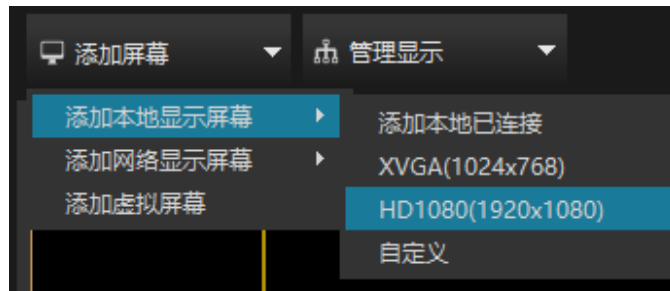 添加屏幕 管理显示
添加本地显示屏幕
添加网络显示屏幕
添加虚拟屏幕
添加本地已连接
XVGA(1024x768)
HD1080(1920x1080)
自定义